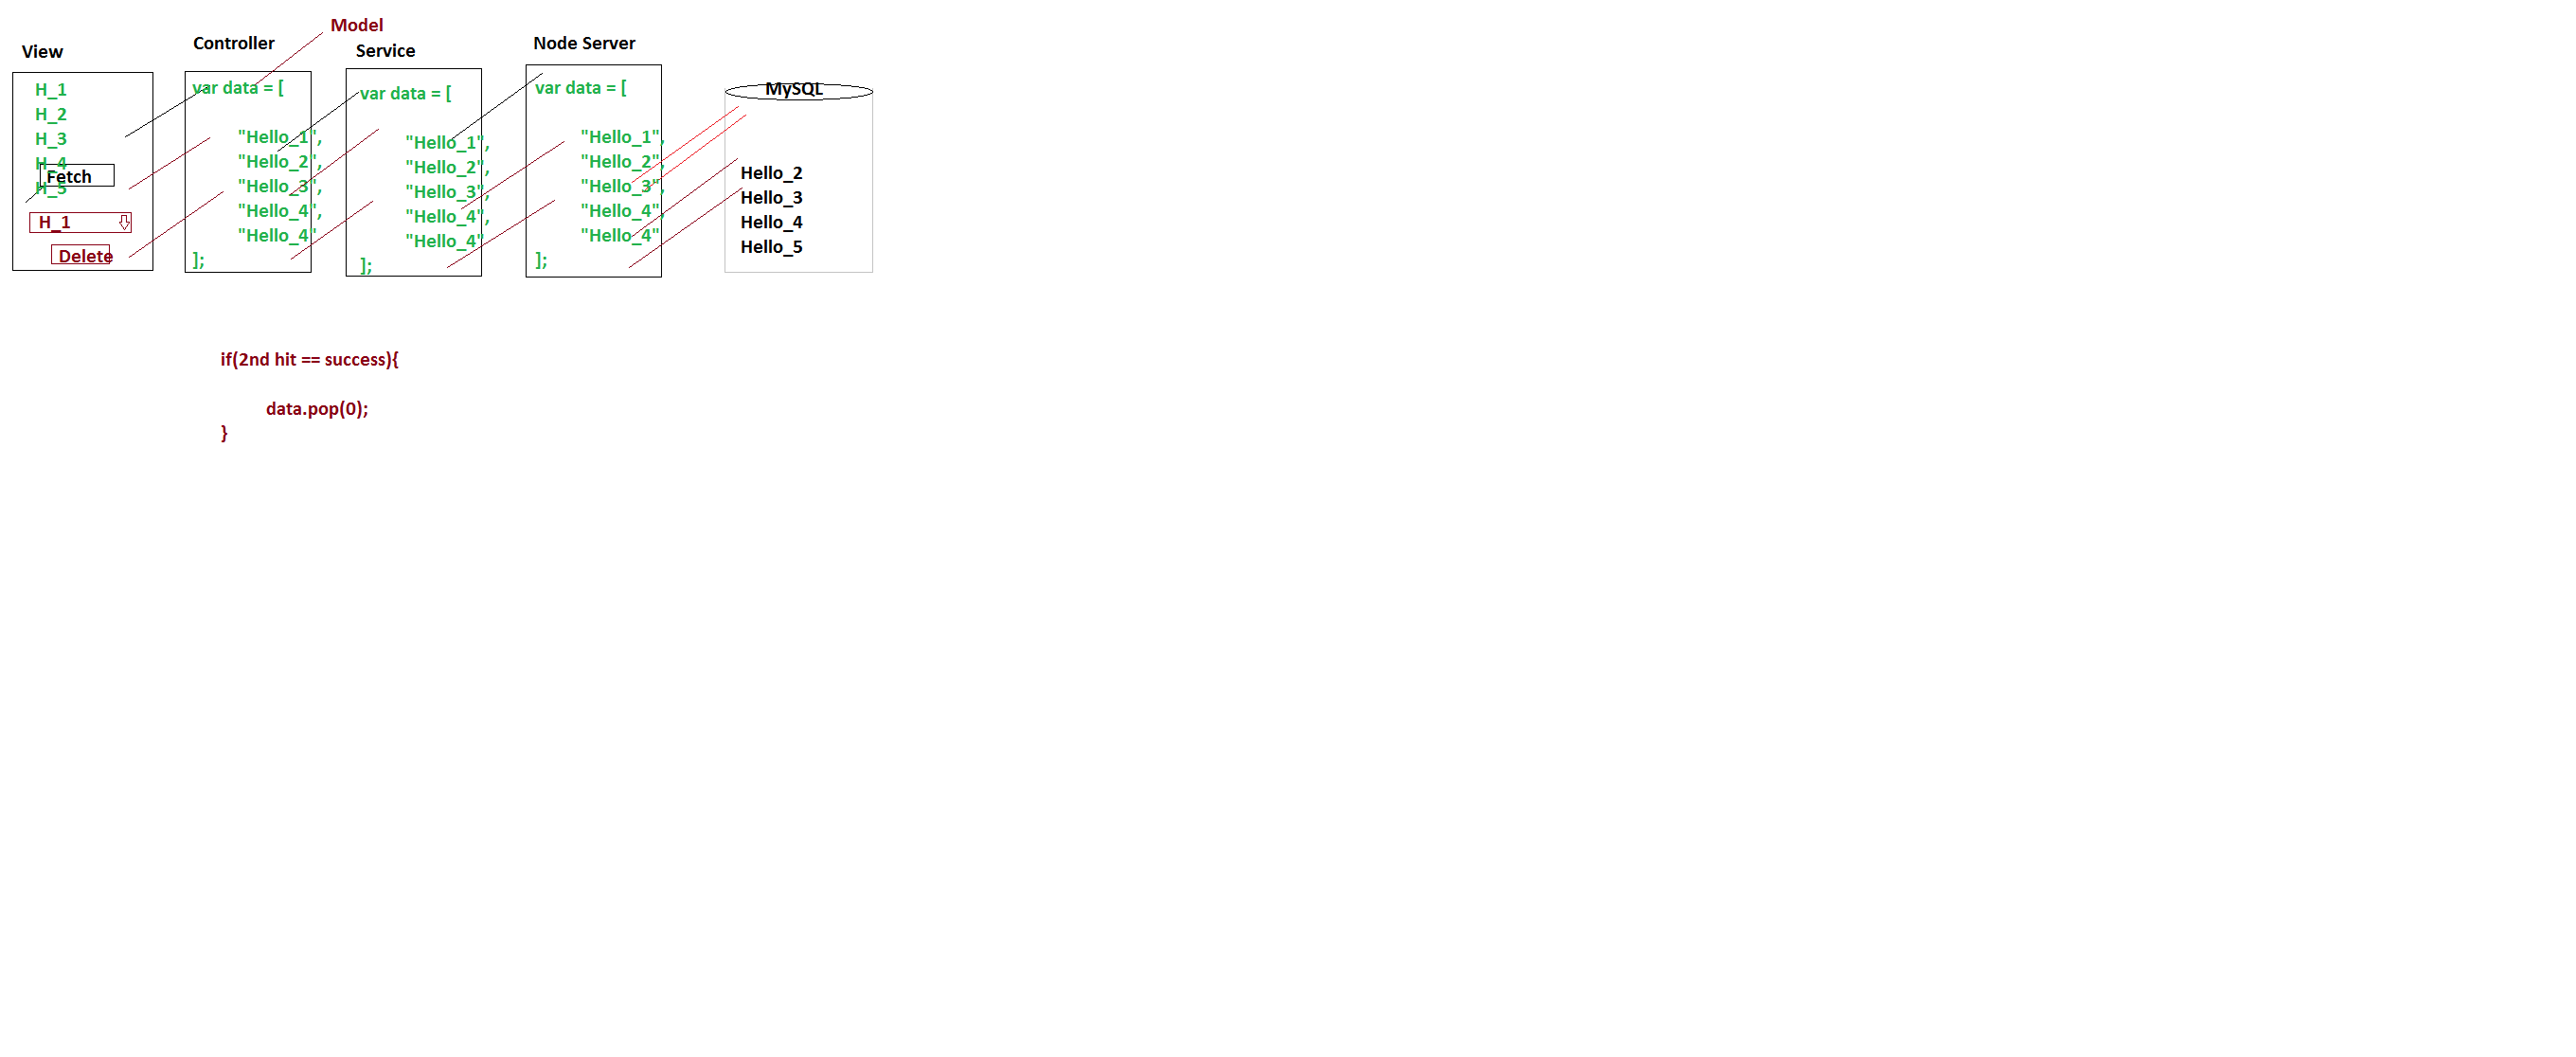 Model
View
Controller
Service
Node Server
H_1
H_2
H_3
H_4
H_5
Fetch
H_1
Delete
var data = [
"Hello_1",
"Hello_2",
"Hello_3",
"Hello_4",
"Hello_4"
];
var data = [
"Hello_1",
"Hello_2",
"Hello_3",
"Hello_4",
"Hello_4"
];
var data = [
"Hello_1",
"Hello_2",
"Hello_3",
"Hello_4",
"Hello_4"
];
MySQL
Hello_2
Hello_3
Hello_4
Hello_5
if(2nd hit == success){
data.pop(0);
}